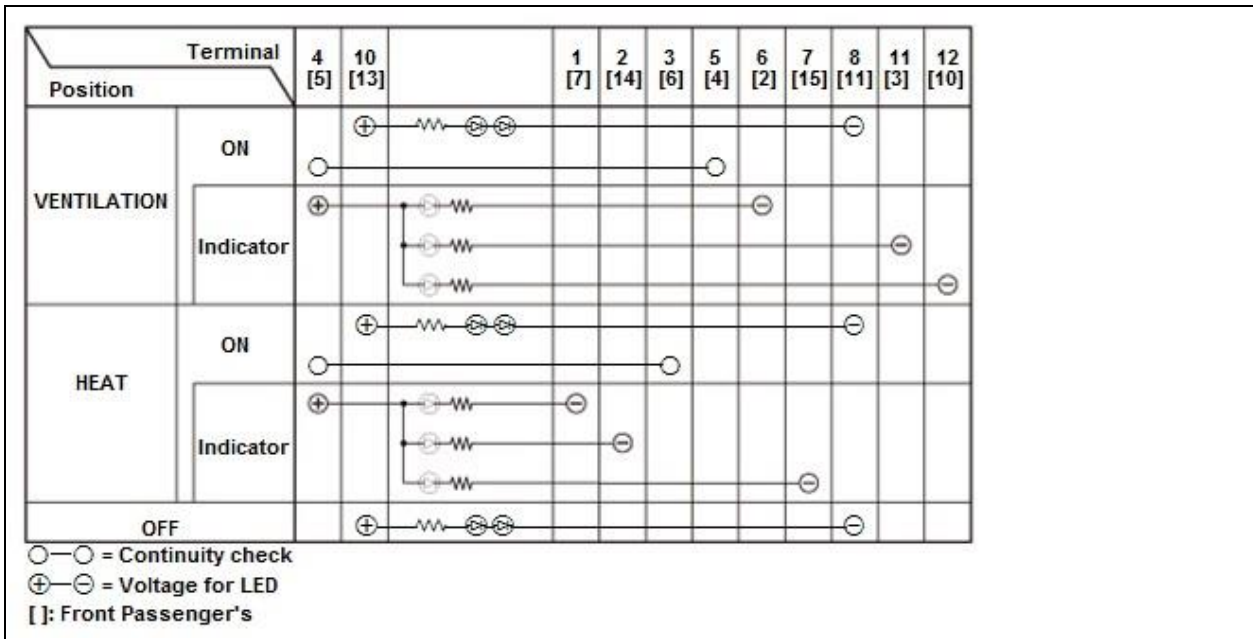 Terminal
Position
4 10 1 2 3 5 6 7 8 11 12
[5] [13] [7] [14] [6] [4] [2] [15] [11] [3] [10]
VENTILATION
ON
Indicator
HEAT
ON
Indicator
OFF
= Continuity check
= Voltage for LED
[ ]: Front Passenger's